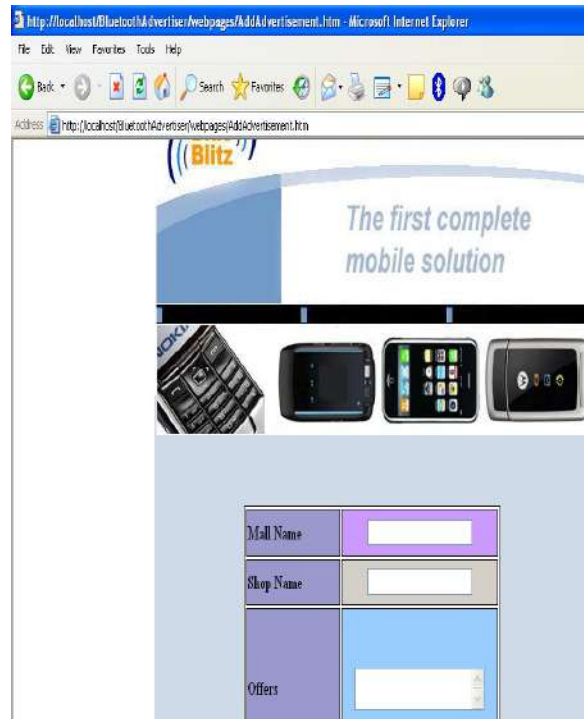 http://localhost/BluetoothAdvertiser/webpages/AddAdvertisement.htm - Microsoft Internet Explorer
File Edit View Favorites Tools Help
Back Search Favorites
Address http://localhost/BluetoothAdvertiser/webpages/AddAdvertisement.htm
Blitz
The first complete
mobile solution
NOKIA
Mall Name
Shop Name
Offers